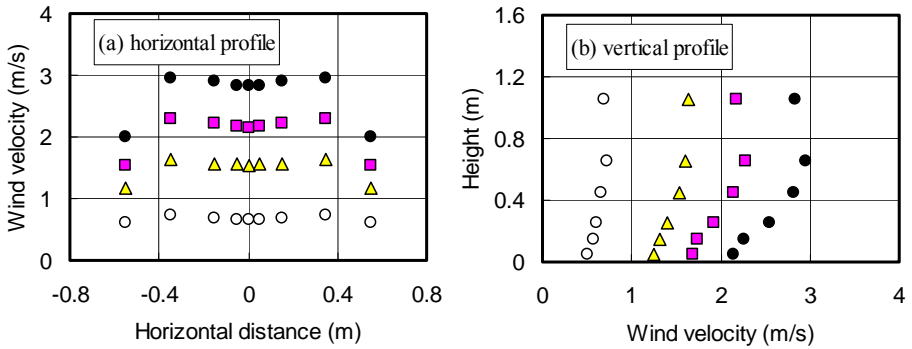 (a) horizontal profile
Wind velocity (m/s)
4
3
2
1
0
-0.8 -0.4 0 0.4 0.8
Horizontal distance (m)
(b) vertical profile
Height (m)
1.6
1.2
0.8
0.4
0
0 1 2 3 4
Wind velocity (m/s)